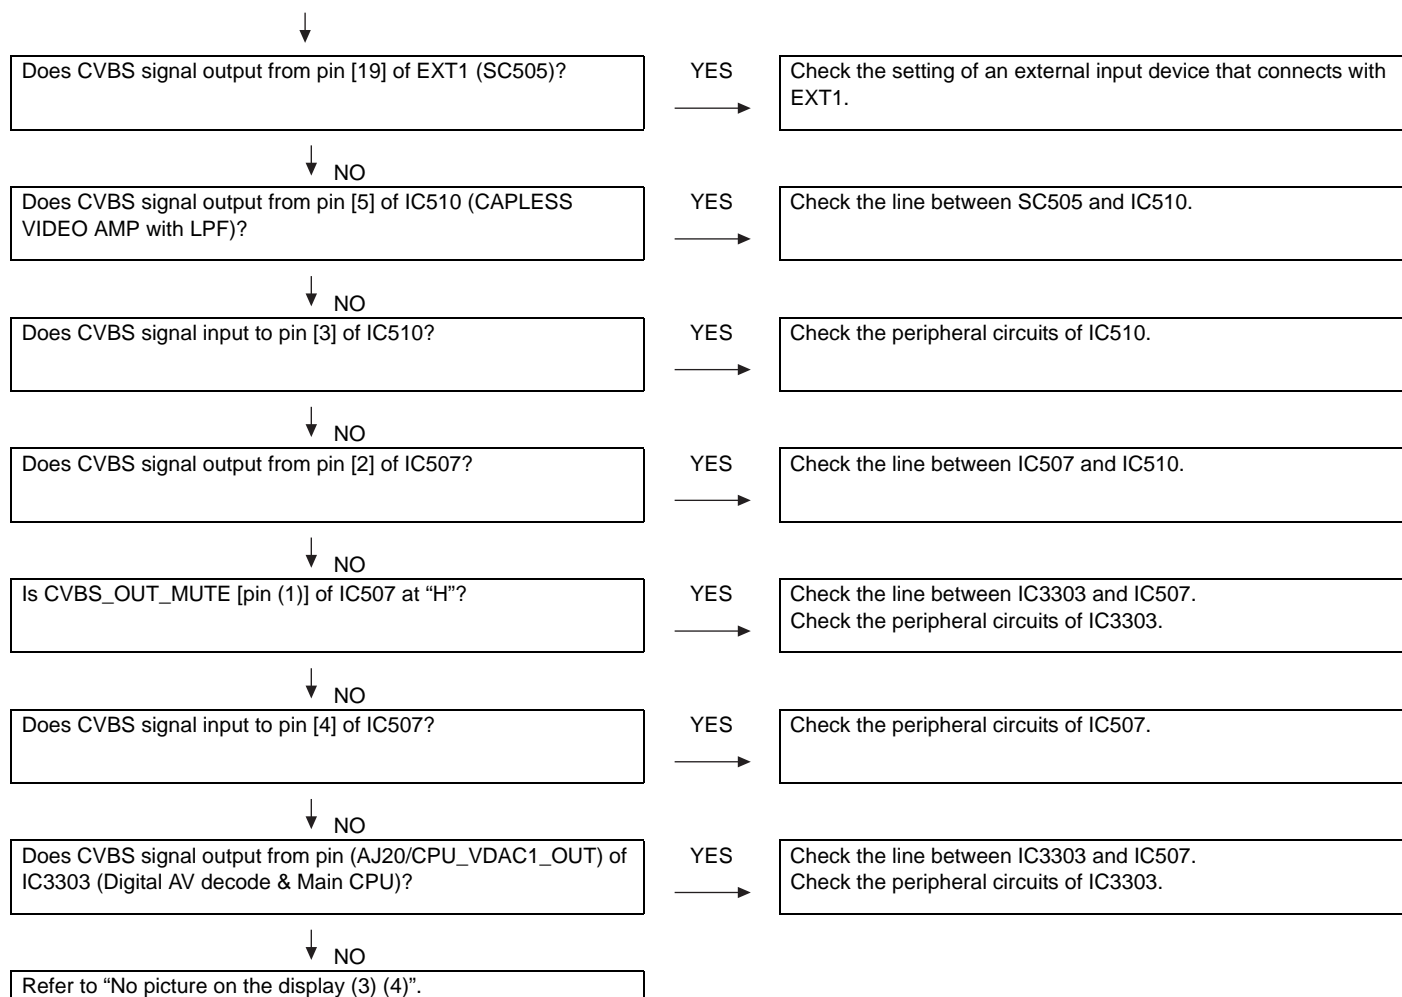 Does CVBS signal output from pin [19] of EXT1 (SC505)?
YES
Check the setting of an external input device that connects with
EXT1.
NO
Does CVBS signal output from pin [5] of IC510 (CAPLESS
VIDEO AMP with LPF)?
YES
Check the line between SC505 and IC510.
NO
Does CVBS signal input to pin [3] of IC510?
YES
Check the peripheral circuits of IC510.
NO
Does CVBS signal output from pin [2] of IC507?
YES
Check the line between IC507 and IC510.
NO
Is CVBS_OUT_MUTE [pin (1)] of IC507 at “H”?
YES
Check the line between IC3303 and IC507.
Check the peripheral circuits of IC3303.
NO
Does CVBS signal input to pin [4] of IC507?
YES
Check the peripheral circuits of IC507.
NO
Does CVBS signal output from pin (AJ20/CPU_VDAC1_OUT) of
IC3303 (Digital AV decode & Main CPU)?
YES
Check the line between IC3303 and IC507.
Check the peripheral circuits of IC3303.
NO
Refer to “No picture on the display (3) (4)”.